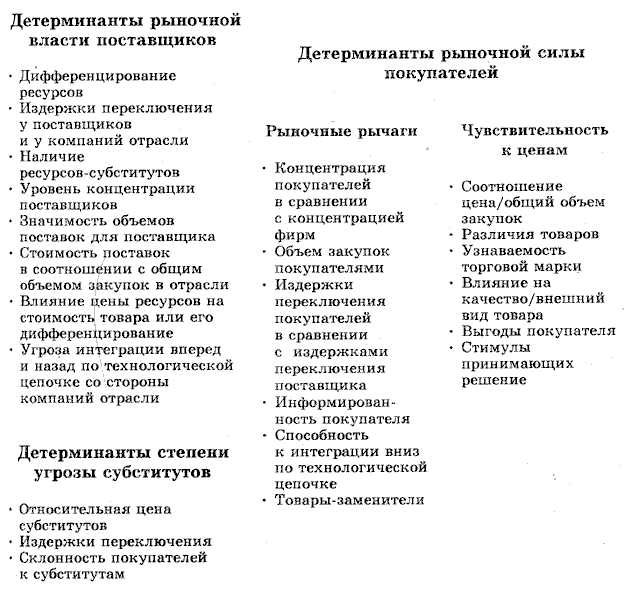 Детерминанты рыночной
власти поставщиков
· Дифференцирование
ресурсов
· Издержки переключения
у поставщиков
и у компаний отрасли
· Наличие
ресурсов-субститутов
· Уровень концентрации
поставщиков
· Значимость объемов
поставок для поставщика
· Стоимость поставок
в соотношении с общим
объемом закупок в отрасли
· Влияние цены ресурсов на
стоимость товара или его
дифференцирование
· Угроза интеграции вперед
и назад по технологической
цепочке со стороны
компаний отрасли
Детерминанты степени
угрозы субститутов
· Относительная цена
субститутов
· Издержки переключения
· Склонность покупателей
к субститутам
Детерминанты рыночной силы
покупателей
Рыночные рычаги
· Концентрация
покупателей
в сравнении
с концентрацией
фирм
· Объем закупок
покупателями
· Издержки
переключения
покупателей
в сравнении
с издержками
переключения
поставщика
· Информирован-
ность покупателя
· Способность
к интеграции вниз
по технологической
цепочке
· Товары-заменители
Чувствительность
к ценам
· Соотношение
цена/общий объем
закупок
· Различия товаров
· Узнаваемость
торговой марки
· Влияние на
качество/внешний
вид товара
· Выгоды покупателя
· Стимулы
принимающих
решение